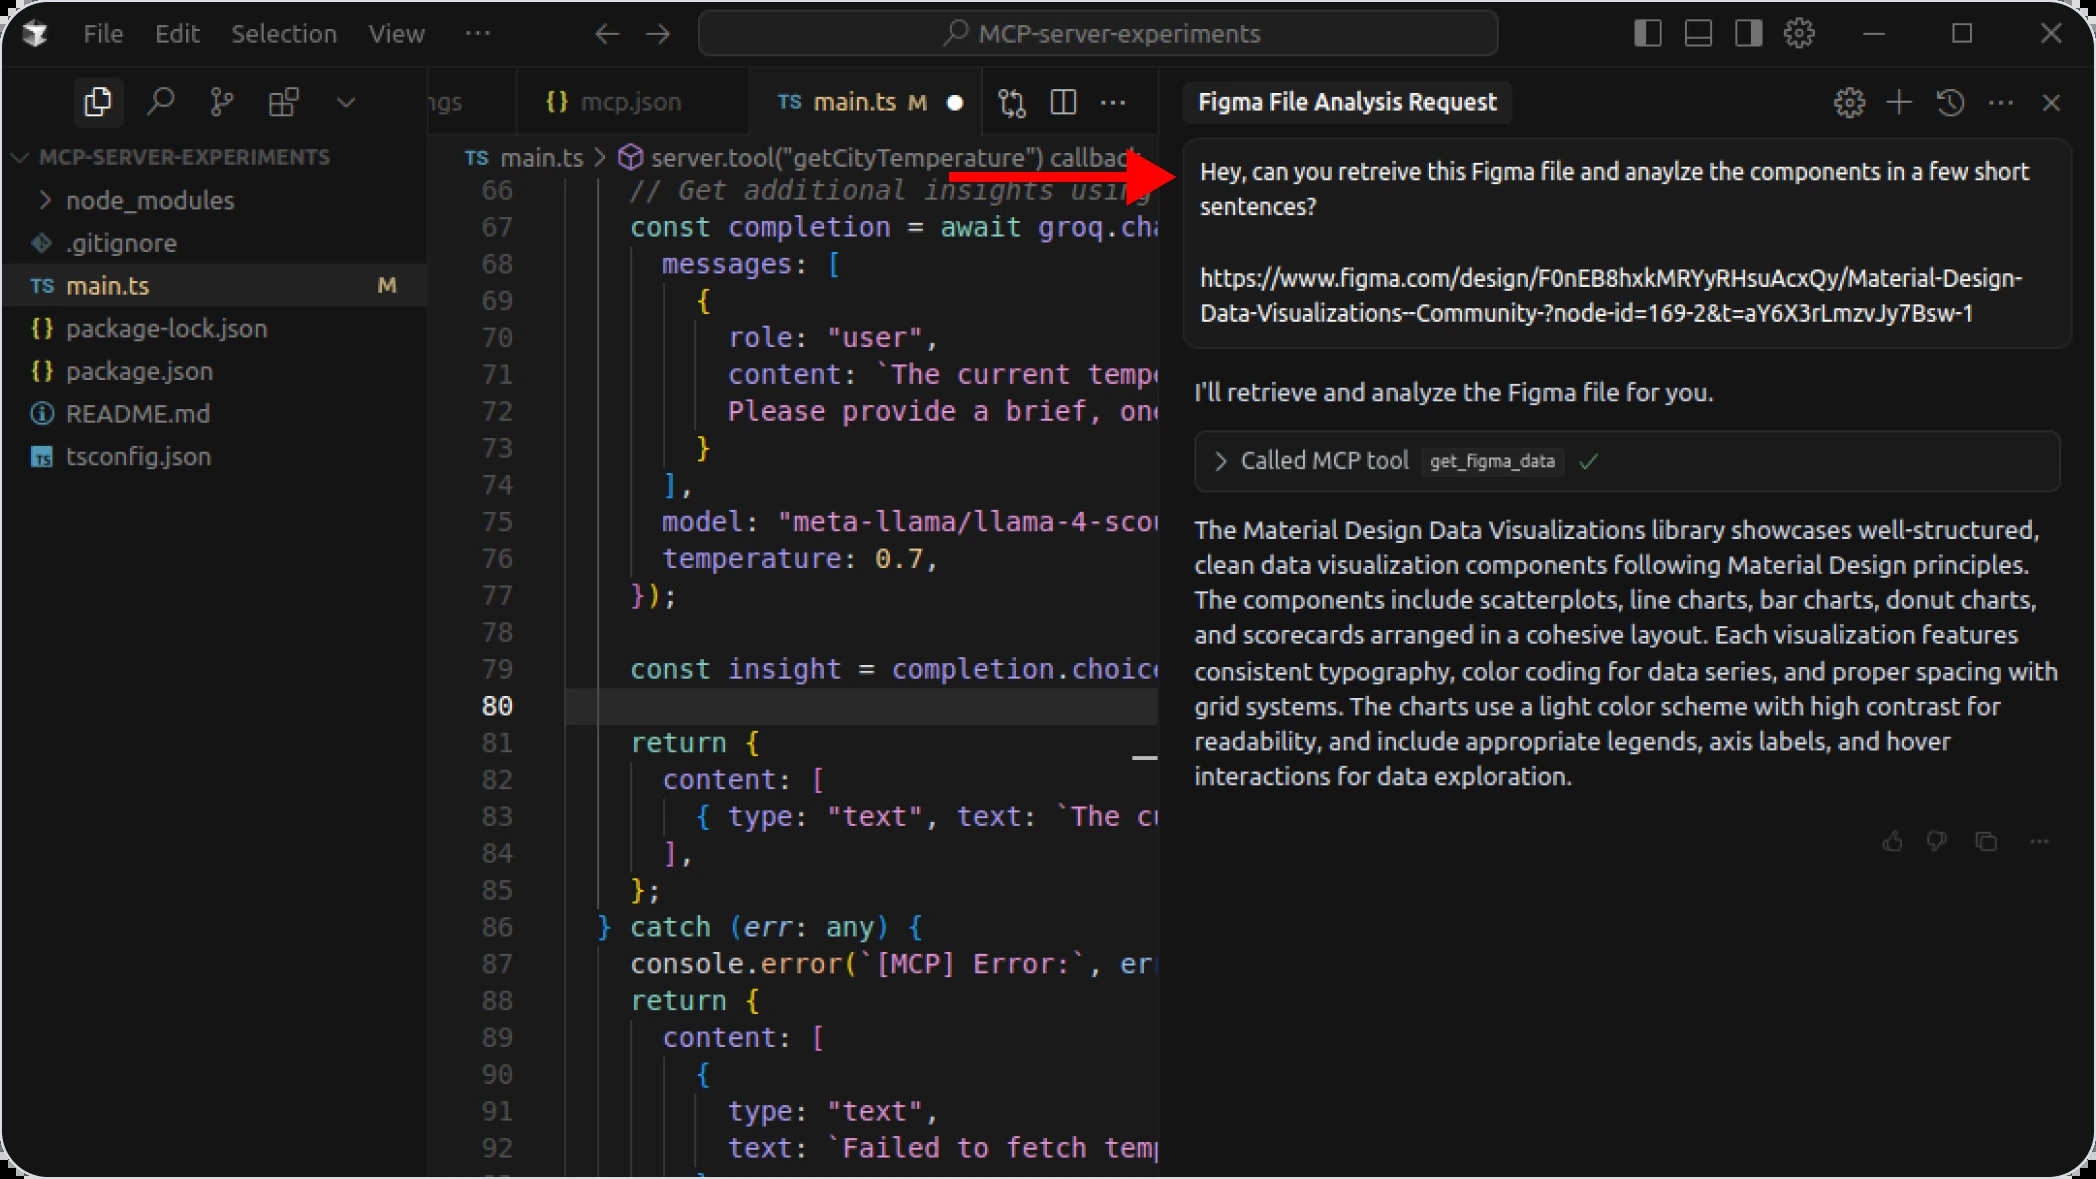 File Edit Selection View ···
MCP-server-experiments
MCP-SERVER-EXPERIMENTS
node_modules
.gitignore
TS main.ts M
{} package-lock.json
{} package.json
README.md
TS tsconfig.json
ngs {} mcp.json TS main.ts M
TS main.ts > server.tool("getCityTemperature") callback
66 // Get additional insights using
67 const completion = await groq.cha
68 messages: [
69 {
70 role: "user",
71 content: `The current tempe
72 Please provide a brief, one
73 }
74 ],
75 model: "meta-llama/llama-4-scou
76 temperature: 0.7,
77 });
78
79 const insight = completion.choice
80
81 return {
82 content: [
83 { type: "text", text: `The cu
84 ],
85 };
86 } catch (err: any) {
87 console.error(`[MCP] Error:`, err
88 return {
89 content: [
90 {
91 type: "text",
92 text: `Failed to fetch temp
Figma File Analysis Request
Hey, can you retreive this Figma file and anaylze the components in a few short
sentences?
https://www.figma.com/design/F0nEB8hxkMRYyRHsuAcxQy/Material-Design-
Data-Visualizations--Community-?node-id=169-2&t=aY6X3rLmzvJy7Bsw-1
I'll retrieve and analyze the Figma file for you.
> Called MCP tool get_figma_data ✓
The Material Design Data Visualizations library showcases well-structured,
clean data visualization components following Material Design principles.
The components include scatterplots, line charts, bar charts, donut charts,
and scorecards arranged in a cohesive layout. Each visualization features
consistent typography, color coding for data series, and proper spacing with
grid systems. The charts use a light color scheme with high contrast for
readability, and include appropriate legends, axis labels, and hover
interactions for data exploration.